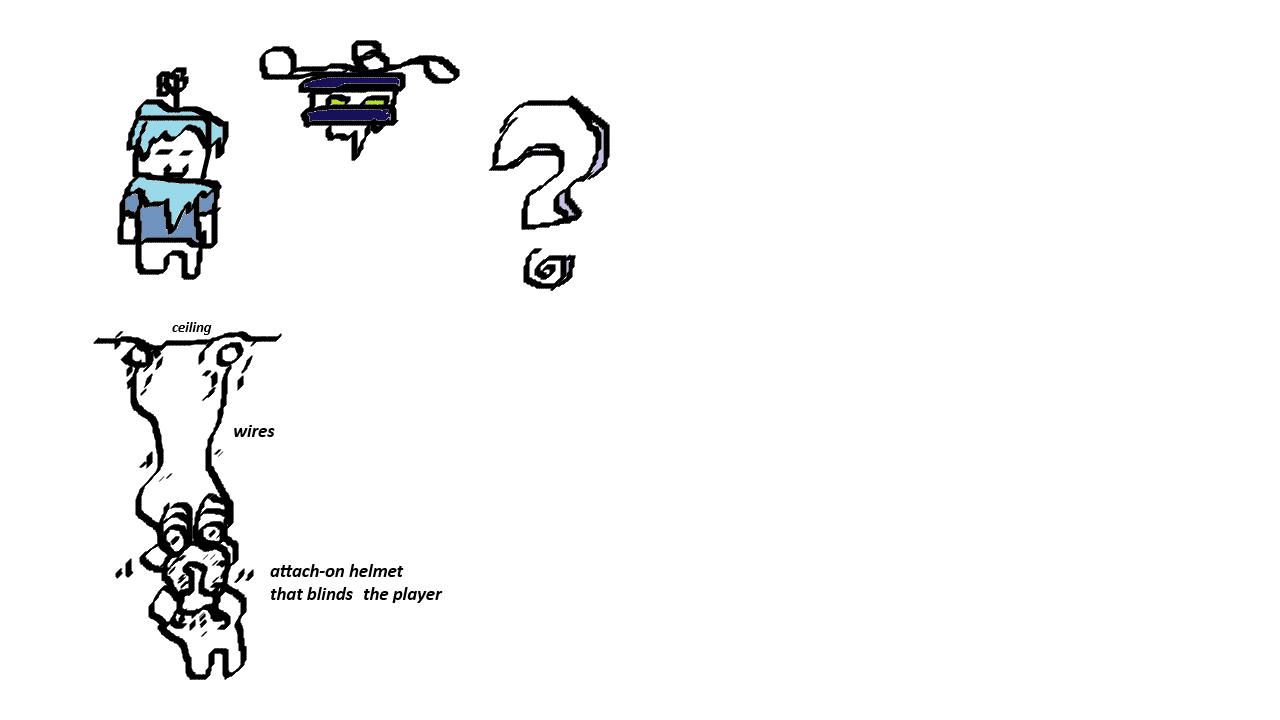 ceiling
wires
attach-on helmet
that blinds the player